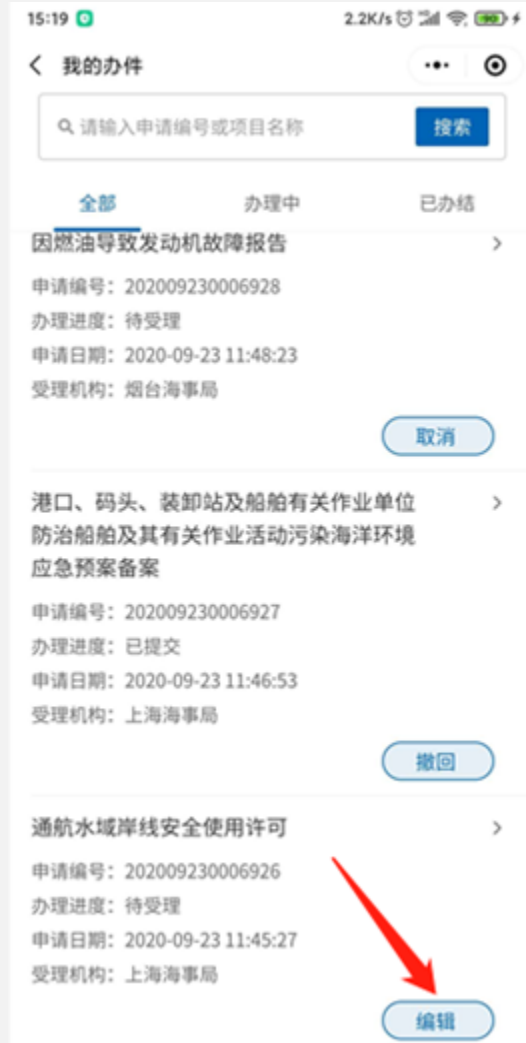 15:19
2.2K/s
90
我的办件
请输入申请编号或项目名称
搜索
全部
办理中
已办结
因燃油导致发动机故障报告
申请编号：202009230006928
办理进度：待受理
申请日期：2020-09-23 11:48:23
受理机构：烟台海事局
取消
港口、码头、装卸站及船舶有关作业单位
防治船舶及其有关作业活动污染海洋环境
应急预案备案
申请编号：202009230006927
办理进度：已提交
申请日期：2020-09-23 11:46:53
受理机构：上海海事局
撤回
通航水域岸线安全使用许可
申请编号：202009230006926
办理进度：待受理
申请日期：2020-09-23 11:45:27
受理机构：上海海事局
编辑